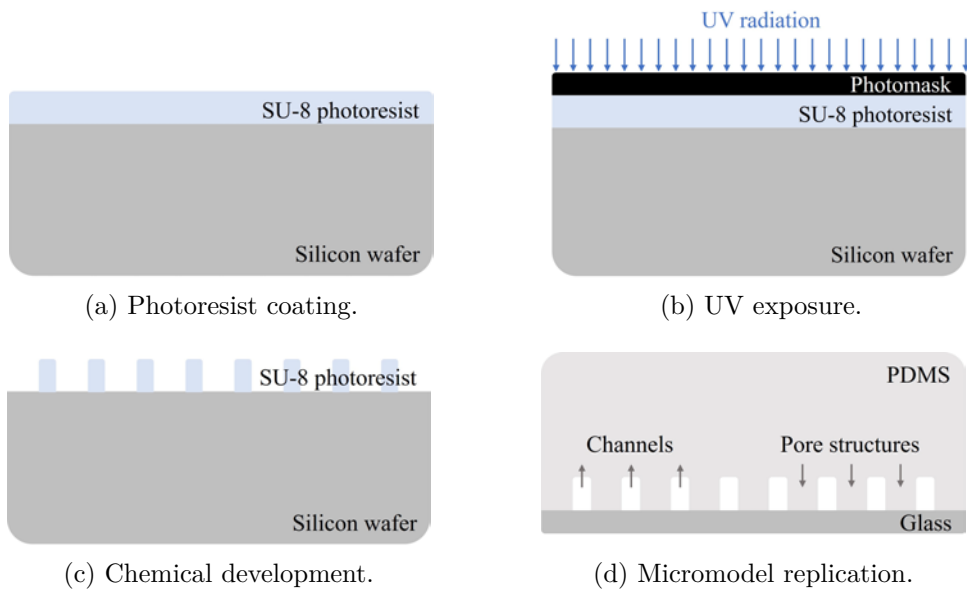 SU-8 photoresist
Silicon wafer
(a) Photoresist coating.
UV radiation
Photomask
SU-8 photoresist
Silicon wafer
(b) UV exposure.
SU-8 photoresist
Silicon wafer
(c) Chemical development.
PDMS
Channels
Pore structures
Glass
(d) Micromodel replication.